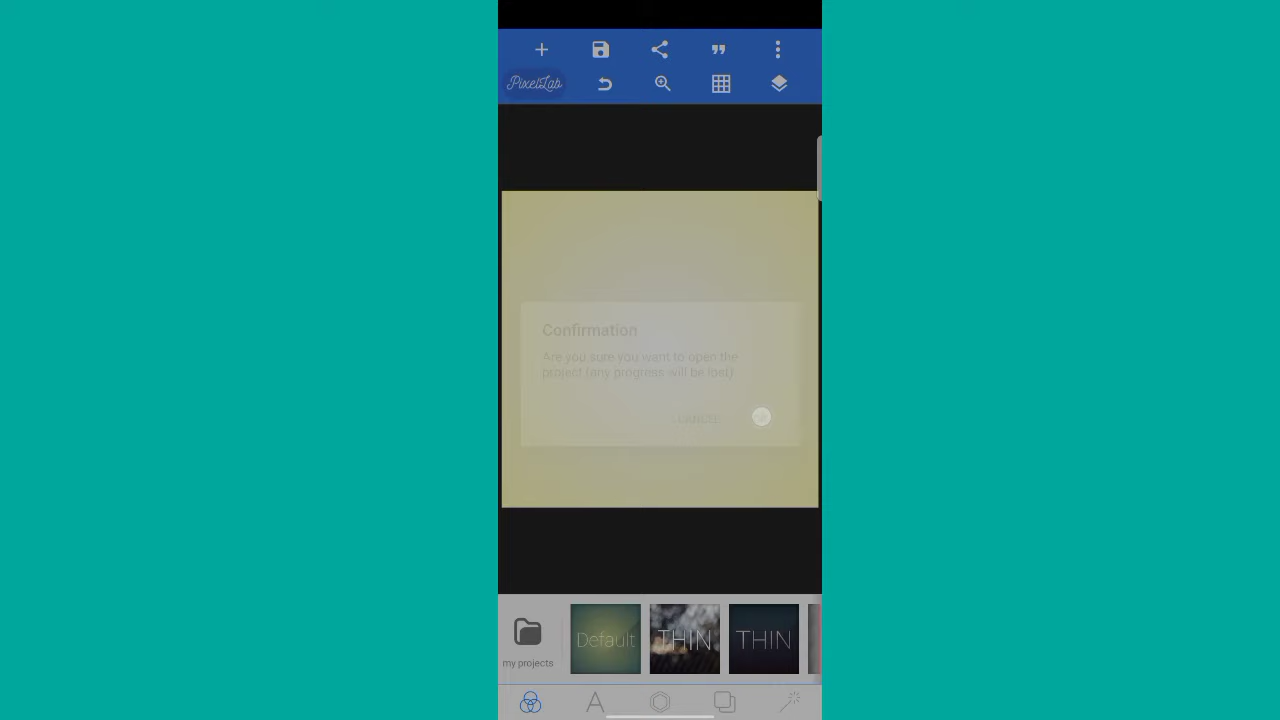 PixelLab
Confirmation
Are you sure you want to open the
project (any progress will be lost)
CANCEL
Default
THIN
THIN
my projects